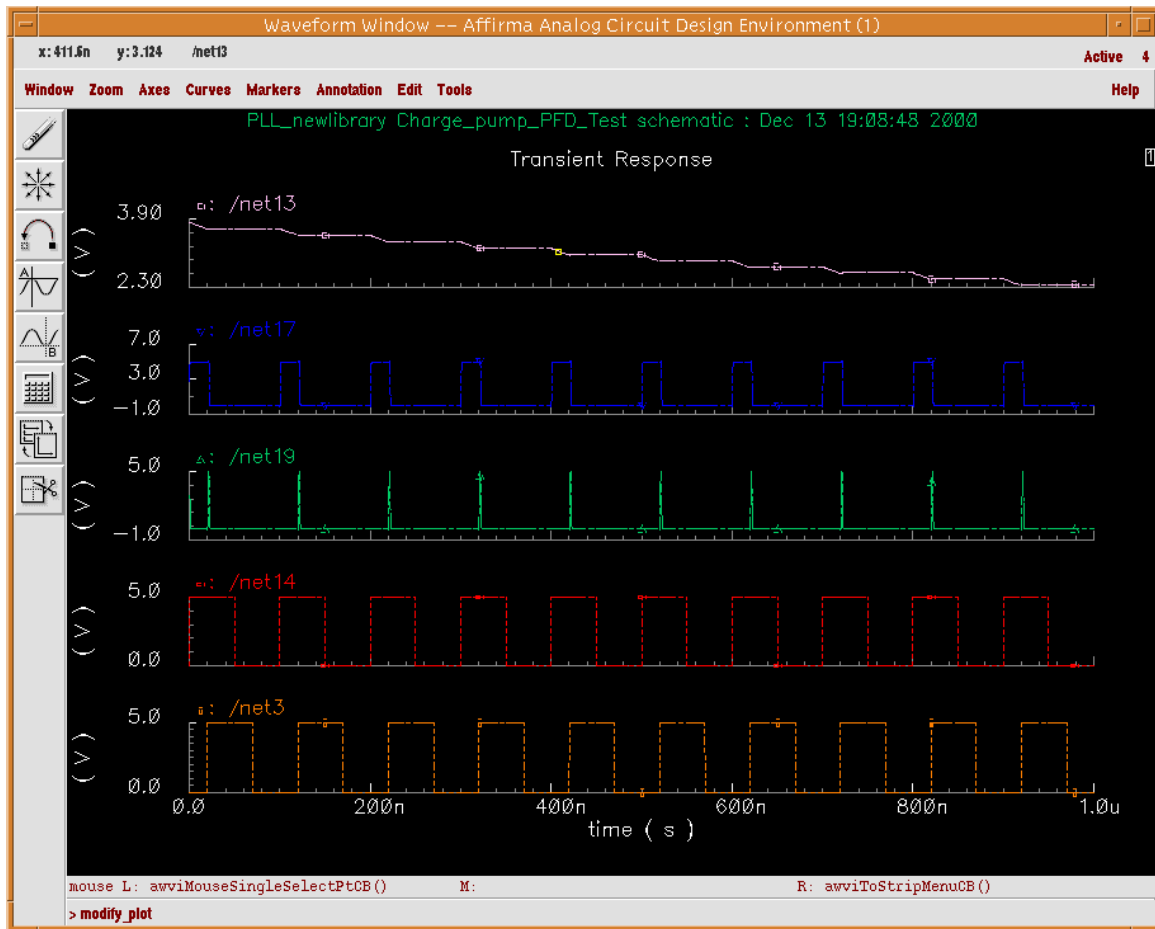 Waveform Window -- Affirma Analog Circuit Design Environment (1)
x:411.6n y:3.124 /net13
Active 4
Window Zoom Axes Curves Markers Annotation Edit Tools Help
PLL_newlibrary Charge_pump_PFD_Test schematic : Dec 13 19:08:48 2000
Transient Response
1
A
B
: /net13
3.90
(V)
2.30
: /net17
7.0
3.0
(V)
-1.0
: /net19
5.0
(V)
-1.0
: /net14
5.0
(V)
0.0
: /net3
5.0
(V)
0.0
0.0 200n 400n 600n 800n 1.0u
time ( s )
mouse L: awviMouseSingleSelectPtCB() M: R: awviToStripMenuCB()
> modify_plot